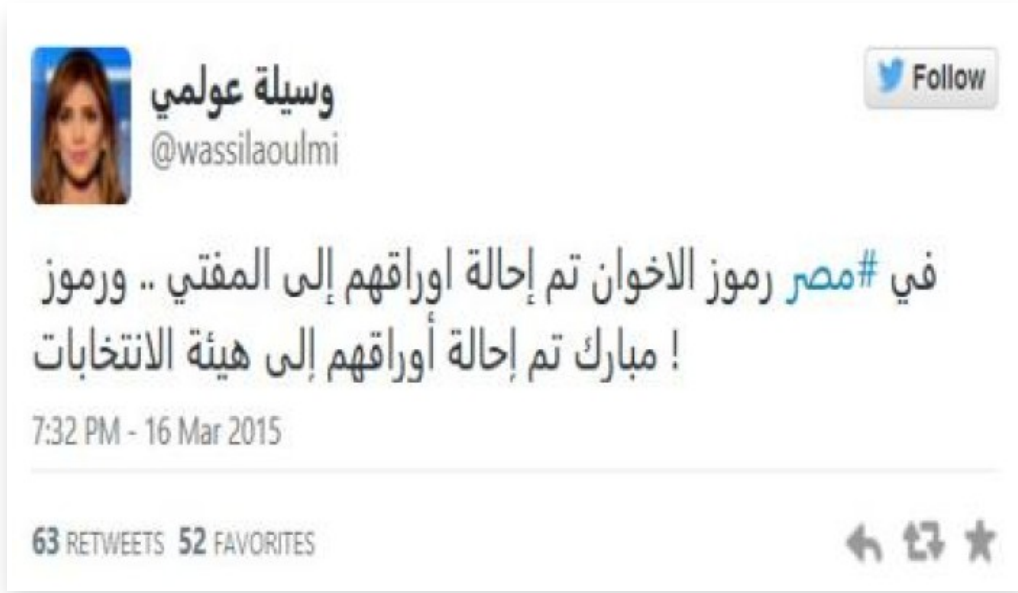 وسيلة عولمي
@wassilaoulmi
Follow
في #مصر رموز الاخوان تم إحالة اوراقهم إلى المفتي .. ورموز
مبارك تم إحالة أوراقهم إلى هيئة الانتخابات !
7:32 PM - 16 Mar 2015
63 RETWEETS 52 FAVORITES